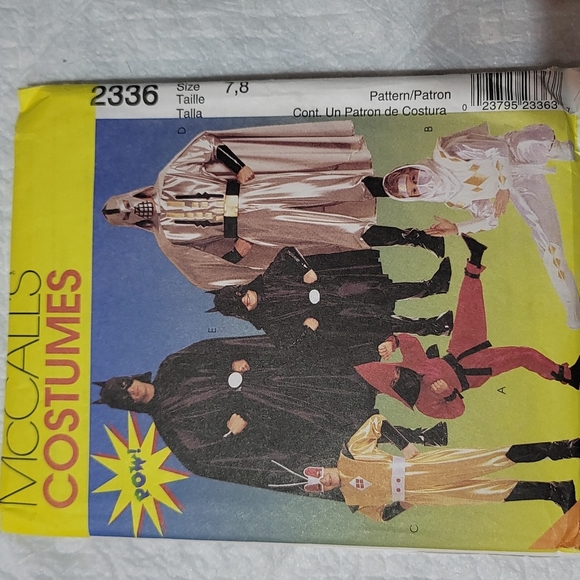 2336
Size 7,8
Taille
Talla
Pattern/Patron
Cont. Un Patron de Costura
0 23795 23363
McCALL'S
COSTUMES
D
B
E
A
C
POW!